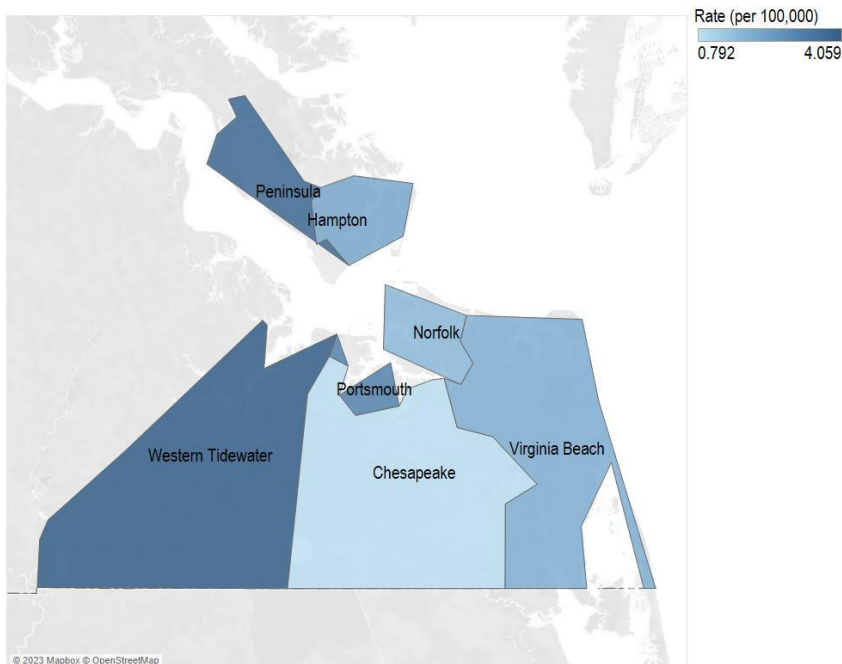 Rate (per 100,000)
0.792 4.059
Peninsula
Hampton
Norfolk
Portsmouth
Virginia Beach
Western Tidewater
Chesapeake
© 2023 Mapbox © OpenStreetMap